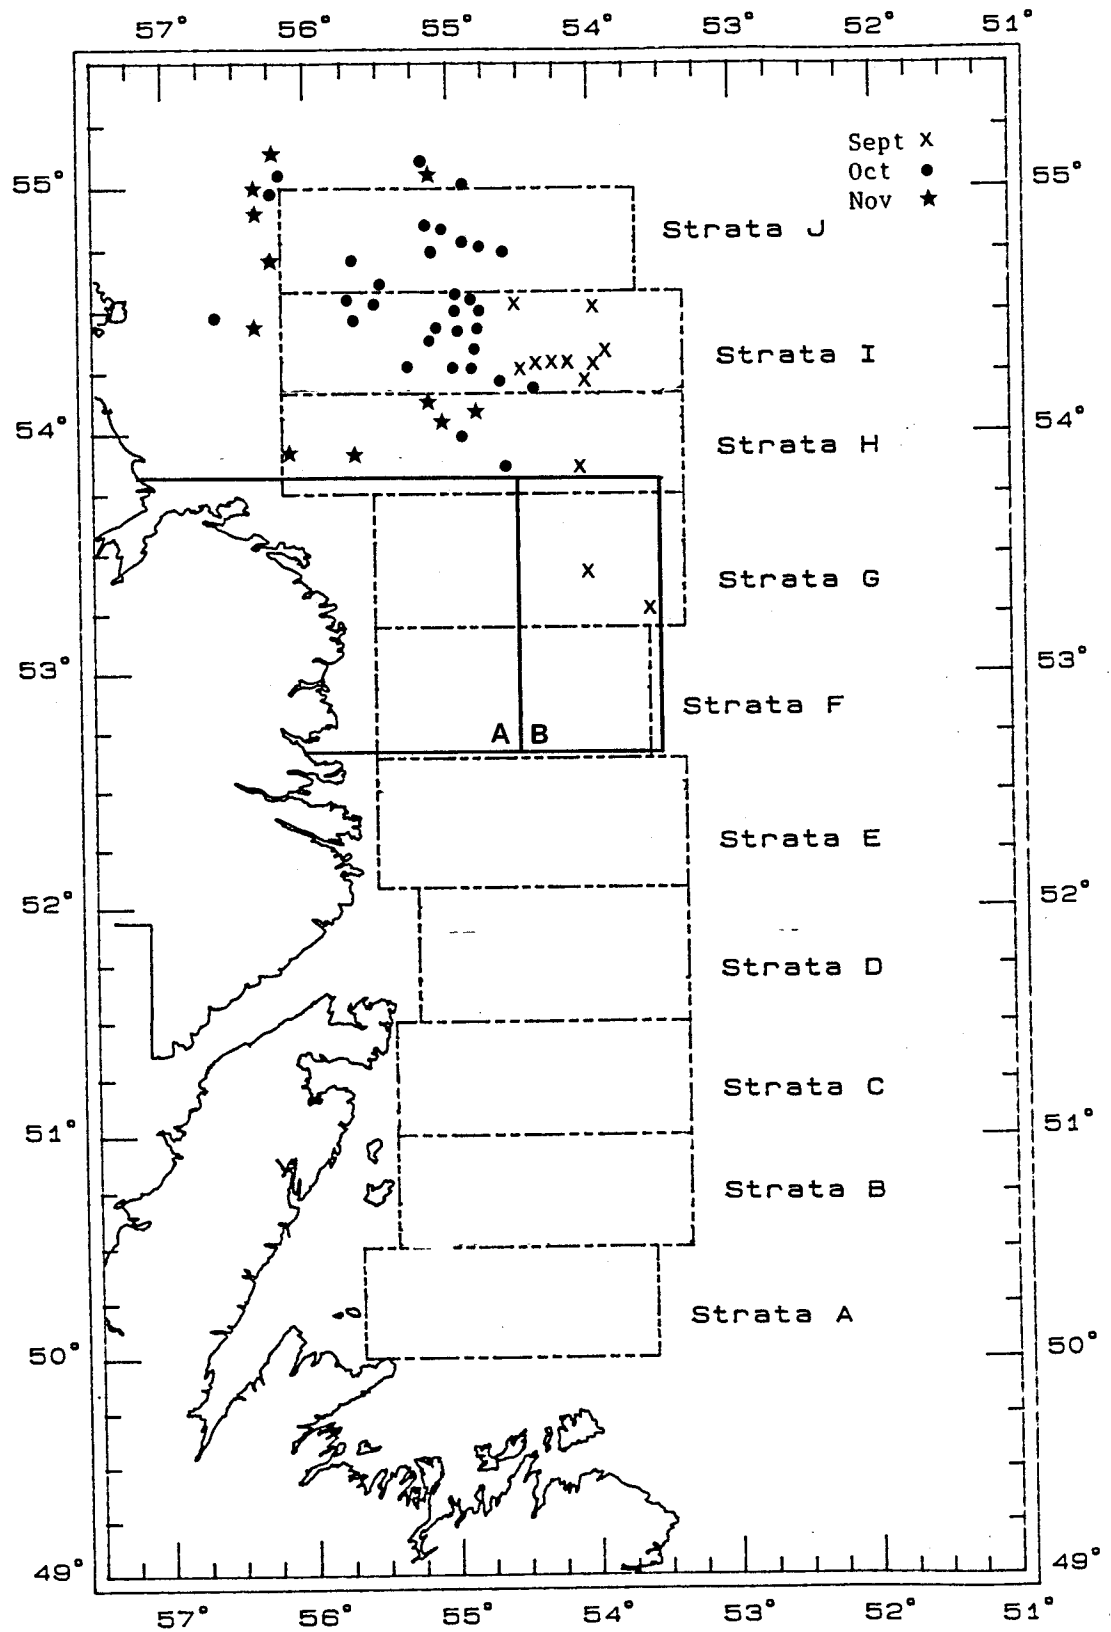 57° 56° 55° 54° 53° 52° 51°
Sept x
Oct ●
Nov ★
55° 55°
Strata J
Strata I
54° 54°
Strata H
Strata G
53° 53°
Strata F
A B
Strata E
52° 52°
Strata D
Strata C
51° 51°
Strata B
Strata A
50° 50°
49° 49°
57° 56° 55° 54° 53° 52° 51°